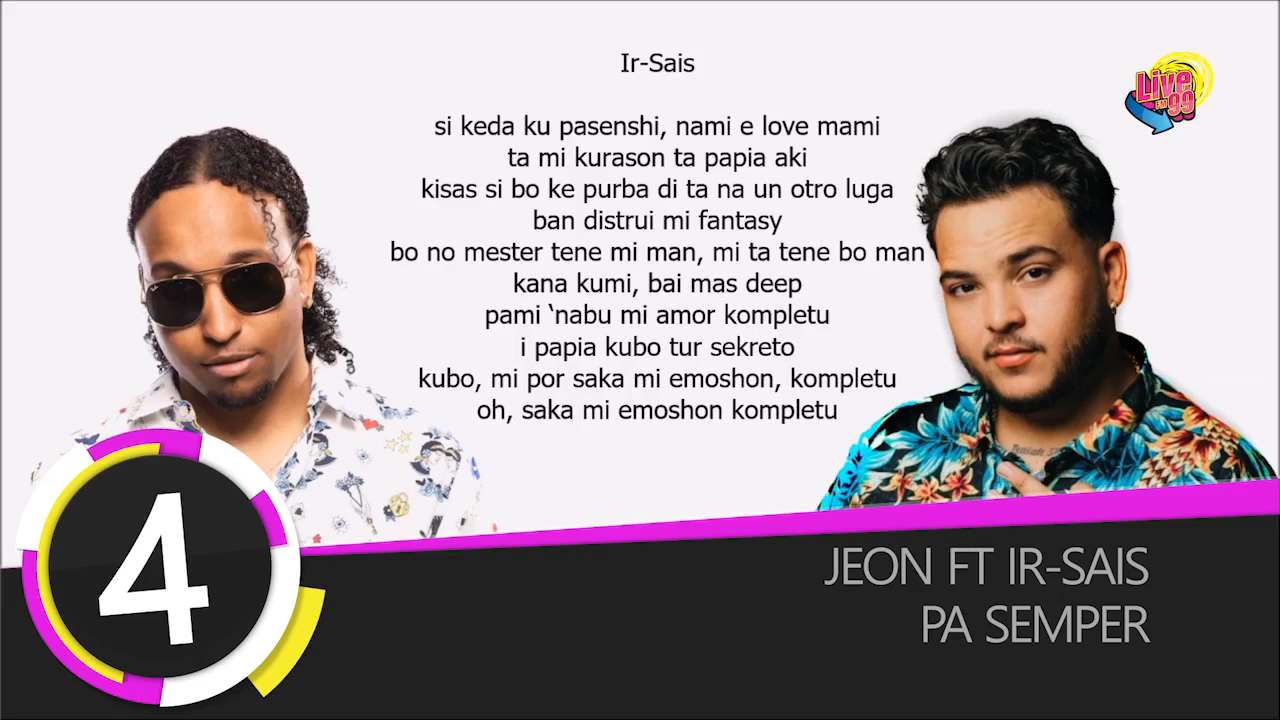 Ir-Sais
si keda ku pasenshi, nami e love mami
ta mi kurason ta papia aki
kisas si bo ke purba di ta na un otro luga
ban distrui mi fantasy
bo no mester tene mi man, mi ta tene bo man
kana kumi, bai mas deep
pami ‘nabu mi amor kompletu
i papia kubo tur sekreto
kubo, mi por saka mi emoshon, kompletu
oh, saka mi emoshon kompletu
Live
FM 99
4
JEON FT IR-SAIS
PA SEMPER